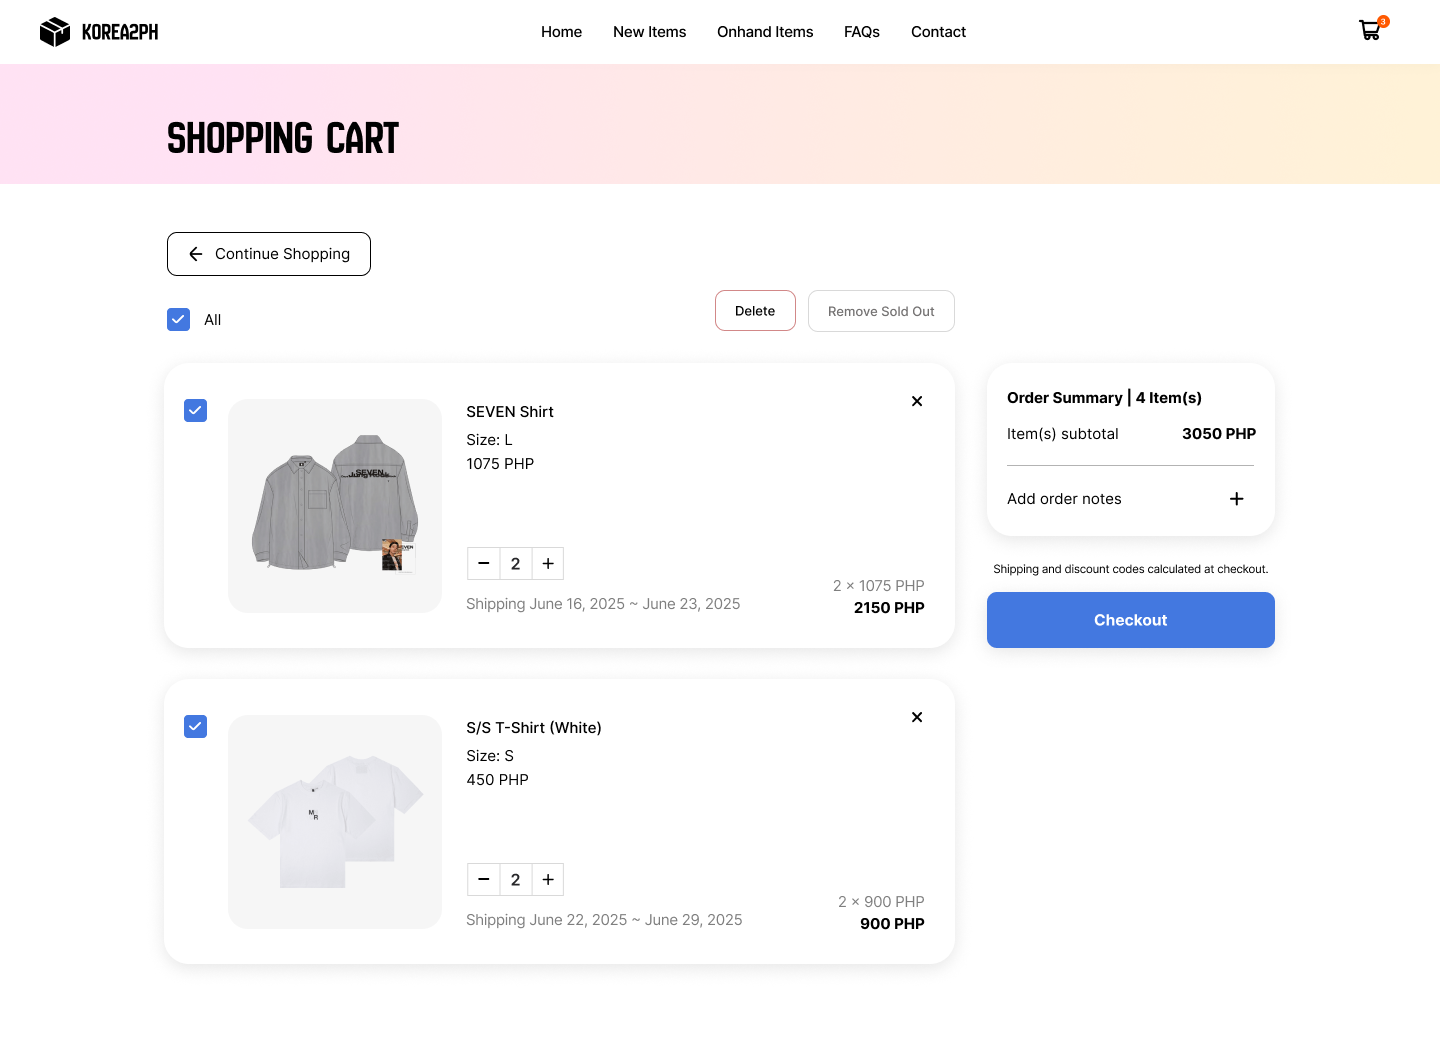 KOREA2PH
Home
New Items
Onhand Items
FAQs
Contact
3
SHOPPING CART
Continue Shopping
All
Delete
Remove Sold Out
SEVEN Shirt
Size: L
1075 PHP
SEVEN
2
Shipping June 16, 2025 ~ June 23, 2025
2 × 1075 PHP
2150 PHP
Order Summary | 4 Item(s)
Item(s) subtotal
3050 PHP
Add order notes
Shipping and discount codes calculated at checkout.
Checkout
S/S T-Shirt (White)
Size: S
450 PHP
M
R
2
Shipping June 22, 2025 ~ June 29, 2025
2 × 900 PHP
900 PHP